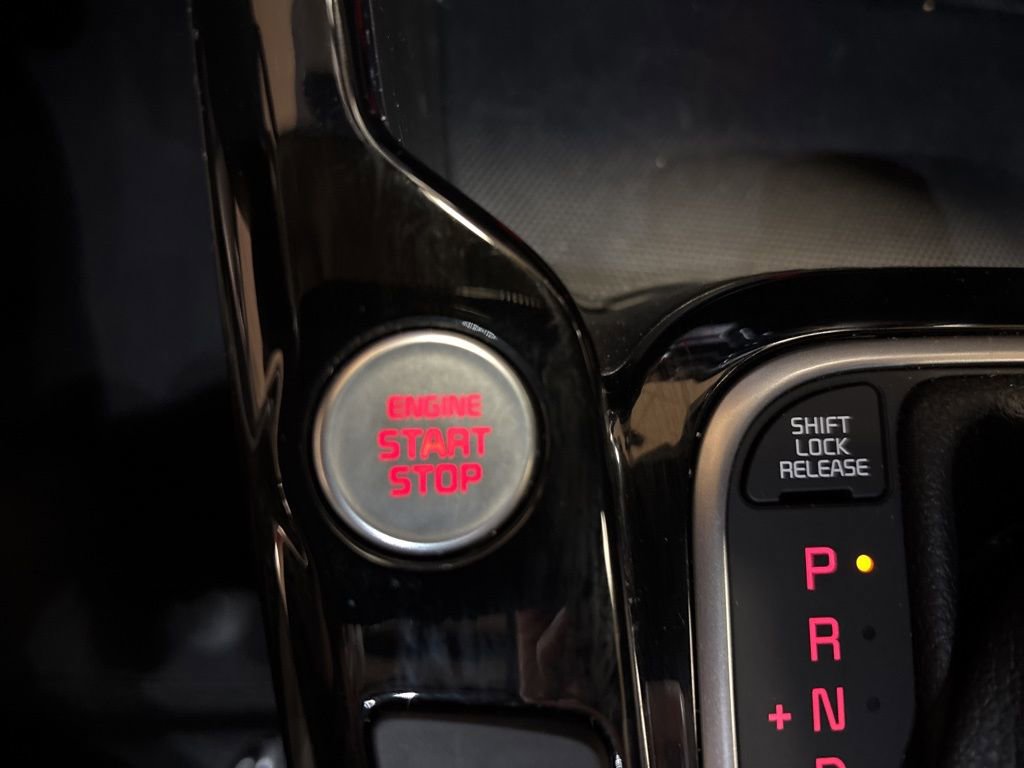 ENGINE
START
STOP
SHIFT
LOCK
RELEASE
P
R
+ N